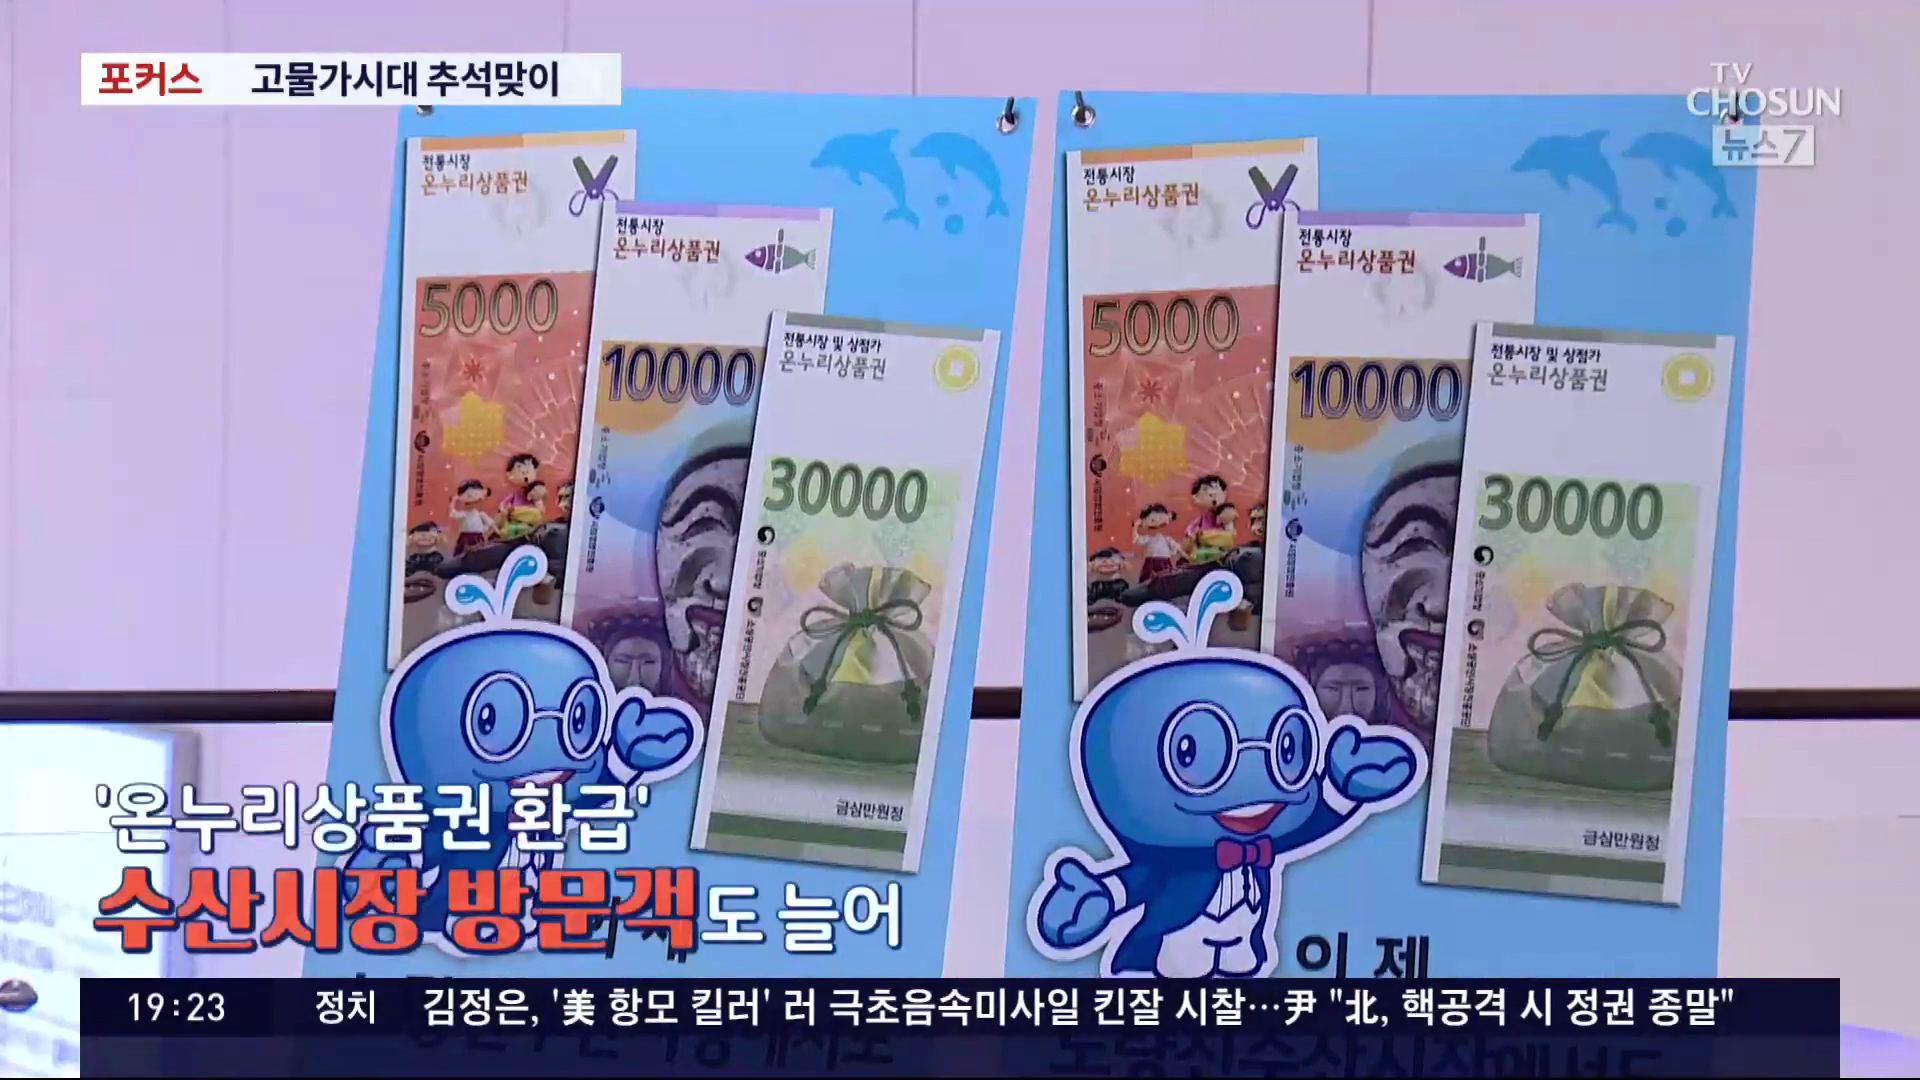 포커스 고물가시대 추석맞이
TV
CHOSUN
뉴스7
전통시장
온누리상품권
5000
전통시장
온누리상품권
10000
전통시장 및 상점가
온누리상품권
30000
금삼만원정
전통시장
온누리상품권
5000
전통시장
온누리상품권
10000
전통시장 및 상점가
온누리상품권
30000
금삼만원정
이제
'온누리상품권 환급'
수산시장 방문객도 늘어
19:23 정치 김정은, '美 항모 킬러' 러 극초음속미사일 킨잘 시찰…尹 "北, 핵공격 시 정권 종말"